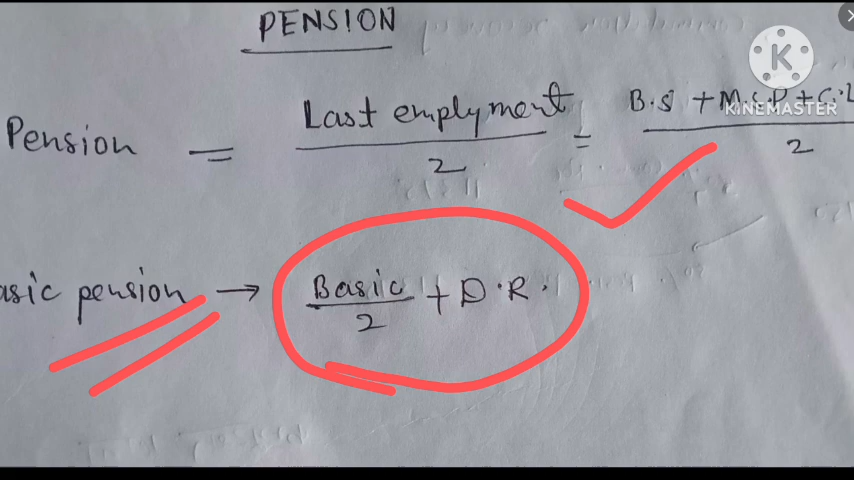 PENSION
Pension = Last emplyment / 2 = B.S + M.S.P + C.L / 2
asic pension → Basic / 2 + D.R.
KINEMASTER